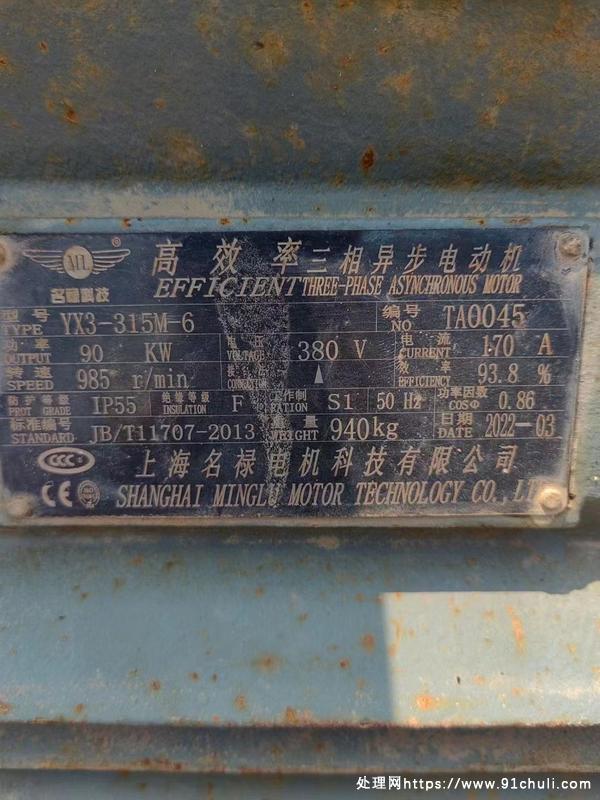 ML ®
名禄科技
高效率三相异步电动机
EFFICIENT THREE-PHASE ASYNCHRONOUS MOTOR
型号 TYPE YX3-315M-6 编号 NO TA0045
功率 OUTPUT 90 KW 电压 VOLTAGE 380 V 电流 CURRENT 170 A
转速 SPEED 985 r/min 接法 CONNECTION △ 效率 EFFICIENCY 93.8 %
防护等级 PROT GRADE IP55 绝缘等级 INSULATION F 工作制 RATION S1 50 Hz 功率因数 COSΦ 0.86
标准编号 STANDARD JB/T11707-2013 重量 WEIGHT 940kg 日期 DATE 2022-03
CCC 上海名禄电机科技有限公司
CE SHANGHAI MINGLU MOTOR TECHNOLOGY CO., LT
处理网https://www.91chuli.com